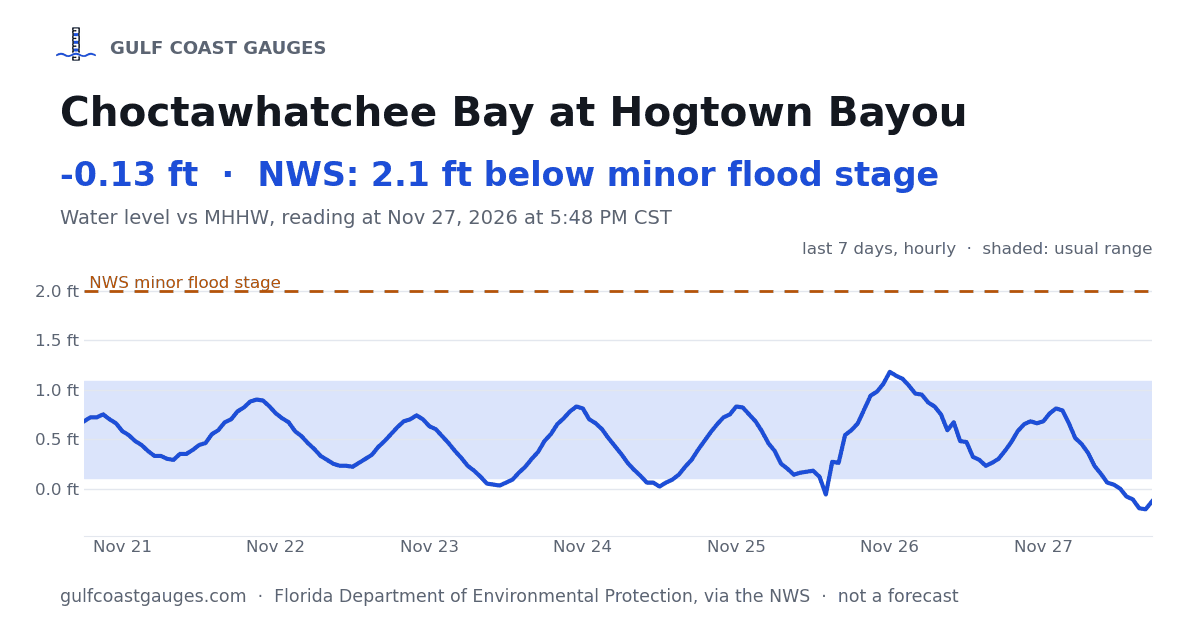 GULF COAST GAUGES
Choctawhatchee Bay at Hogtown Bayou
-0.13 ft · NWS: 2.1 ft below minor flood stage
Water level vs MHHW, reading at Nov 27, 2026 at 5:48 PM CST
last 7 days, hourly · shaded: usual range
NWS minor flood stage
2.0 ft
1.5 ft
1.0 ft
0.5 ft
0.0 ft
Nov 21 Nov 22 Nov 23 Nov 24 Nov 25 Nov 26 Nov 27
gulfcoastgauges.com · Florida Department of Environmental Protection, via the NWS · not a forecast